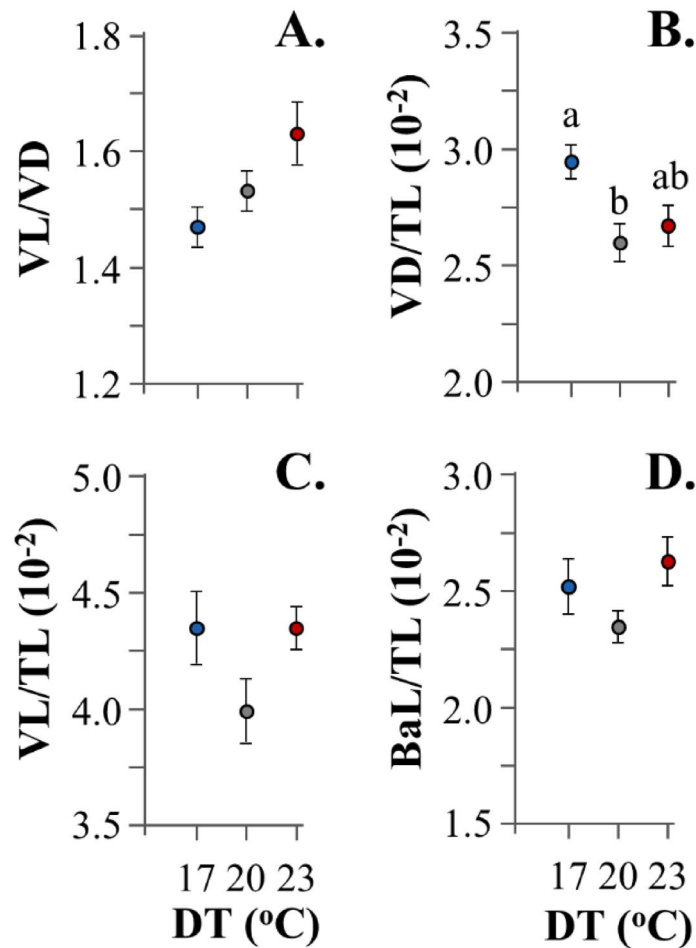 A.
VL/VD
1.8
1.6
1.4
1.2
B.
VD/TL (10⁻²)
3.5
3.0
2.5
2.0
a
b
ab
C.
VL/TL (10⁻²)
5.0
4.5
4.0
3.5
17 20 23
DT (ºC)
D.
BaL/TL (10⁻²)
3.0
2.5
2.0
1.5
17 20 23
DT (ºC)